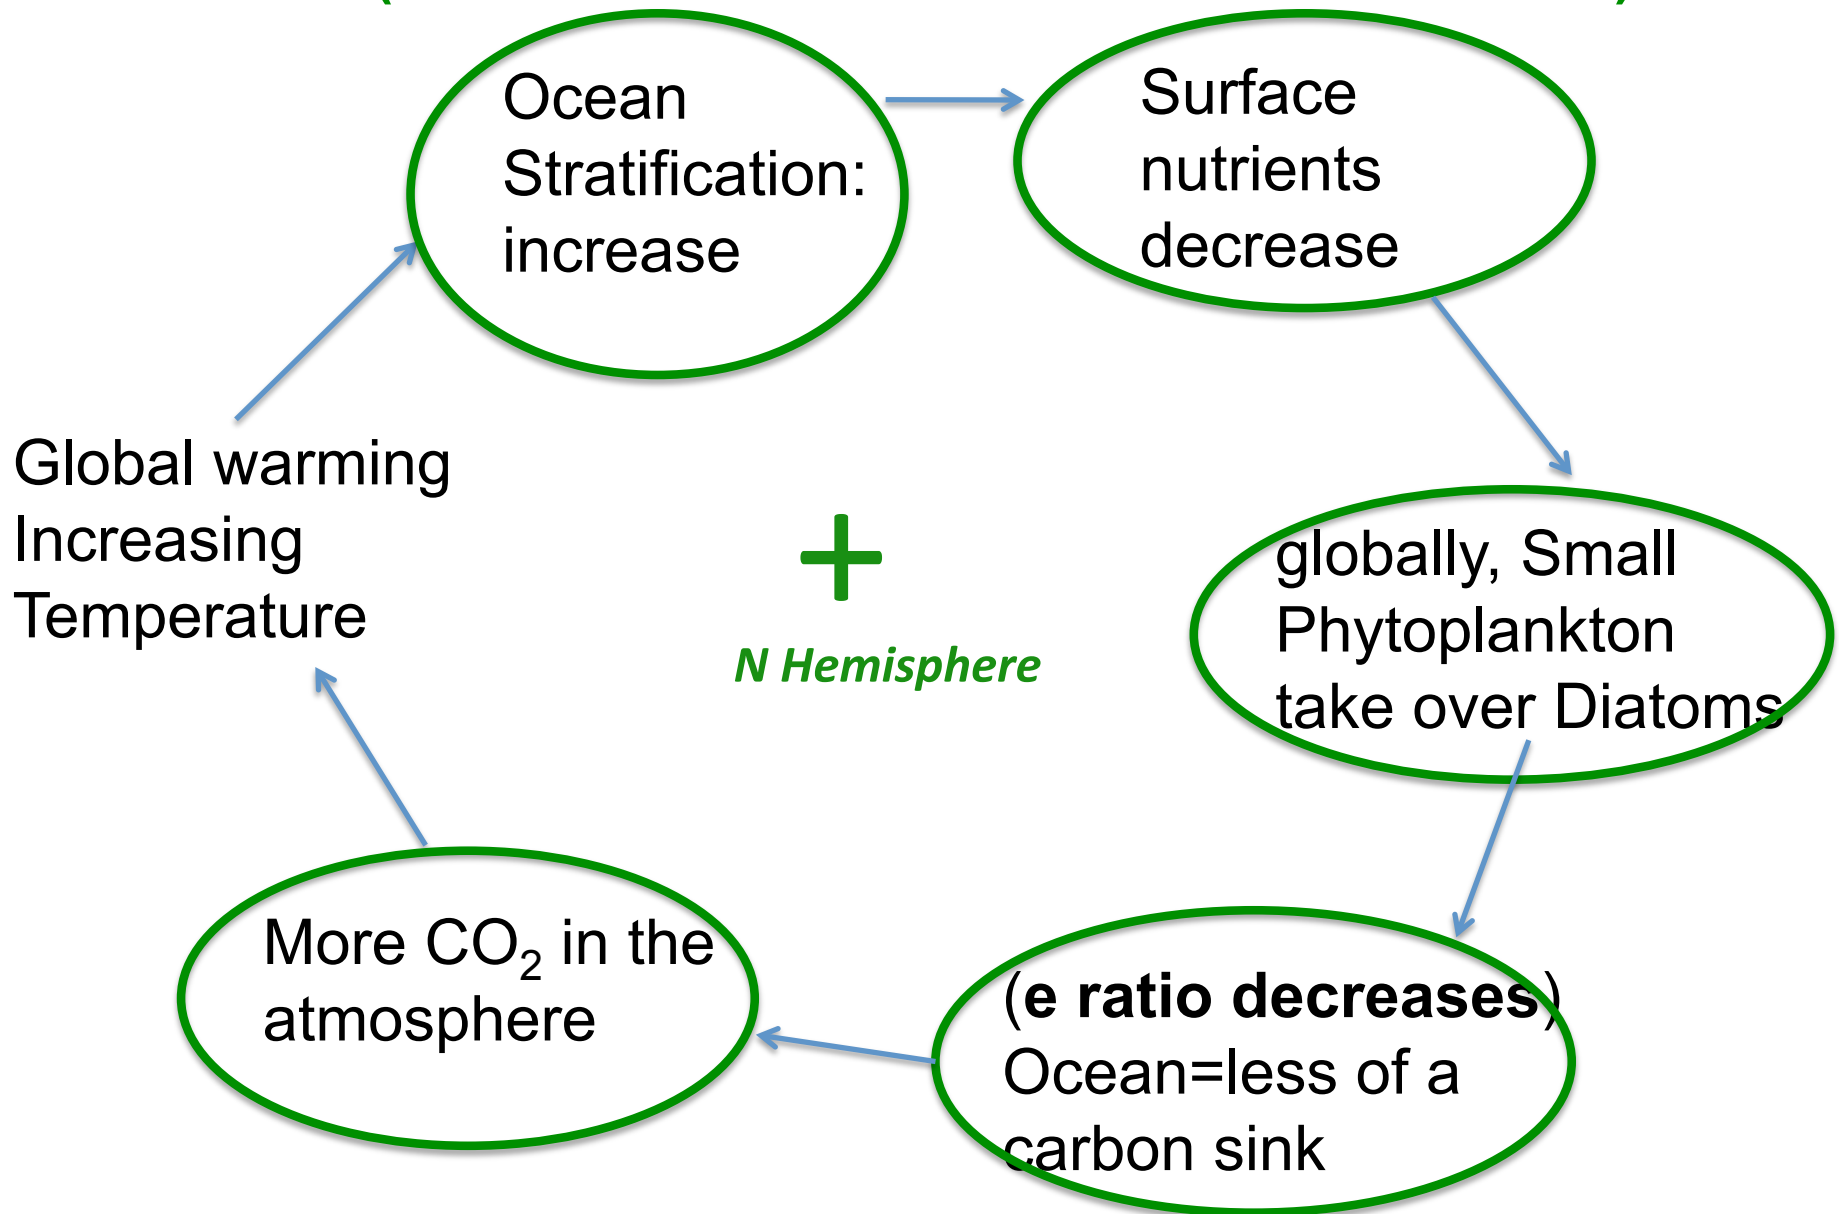 Ocean
Stratification:
increase
Surface
nutrients
decrease
Global warming
Increasing
Temperature
+
N Hemisphere
globally, Small
Phytoplankton
take over Diatoms
(e ratio decreases)
Ocean=less of a
carbon sink
More CO₂ in the
atmosphere